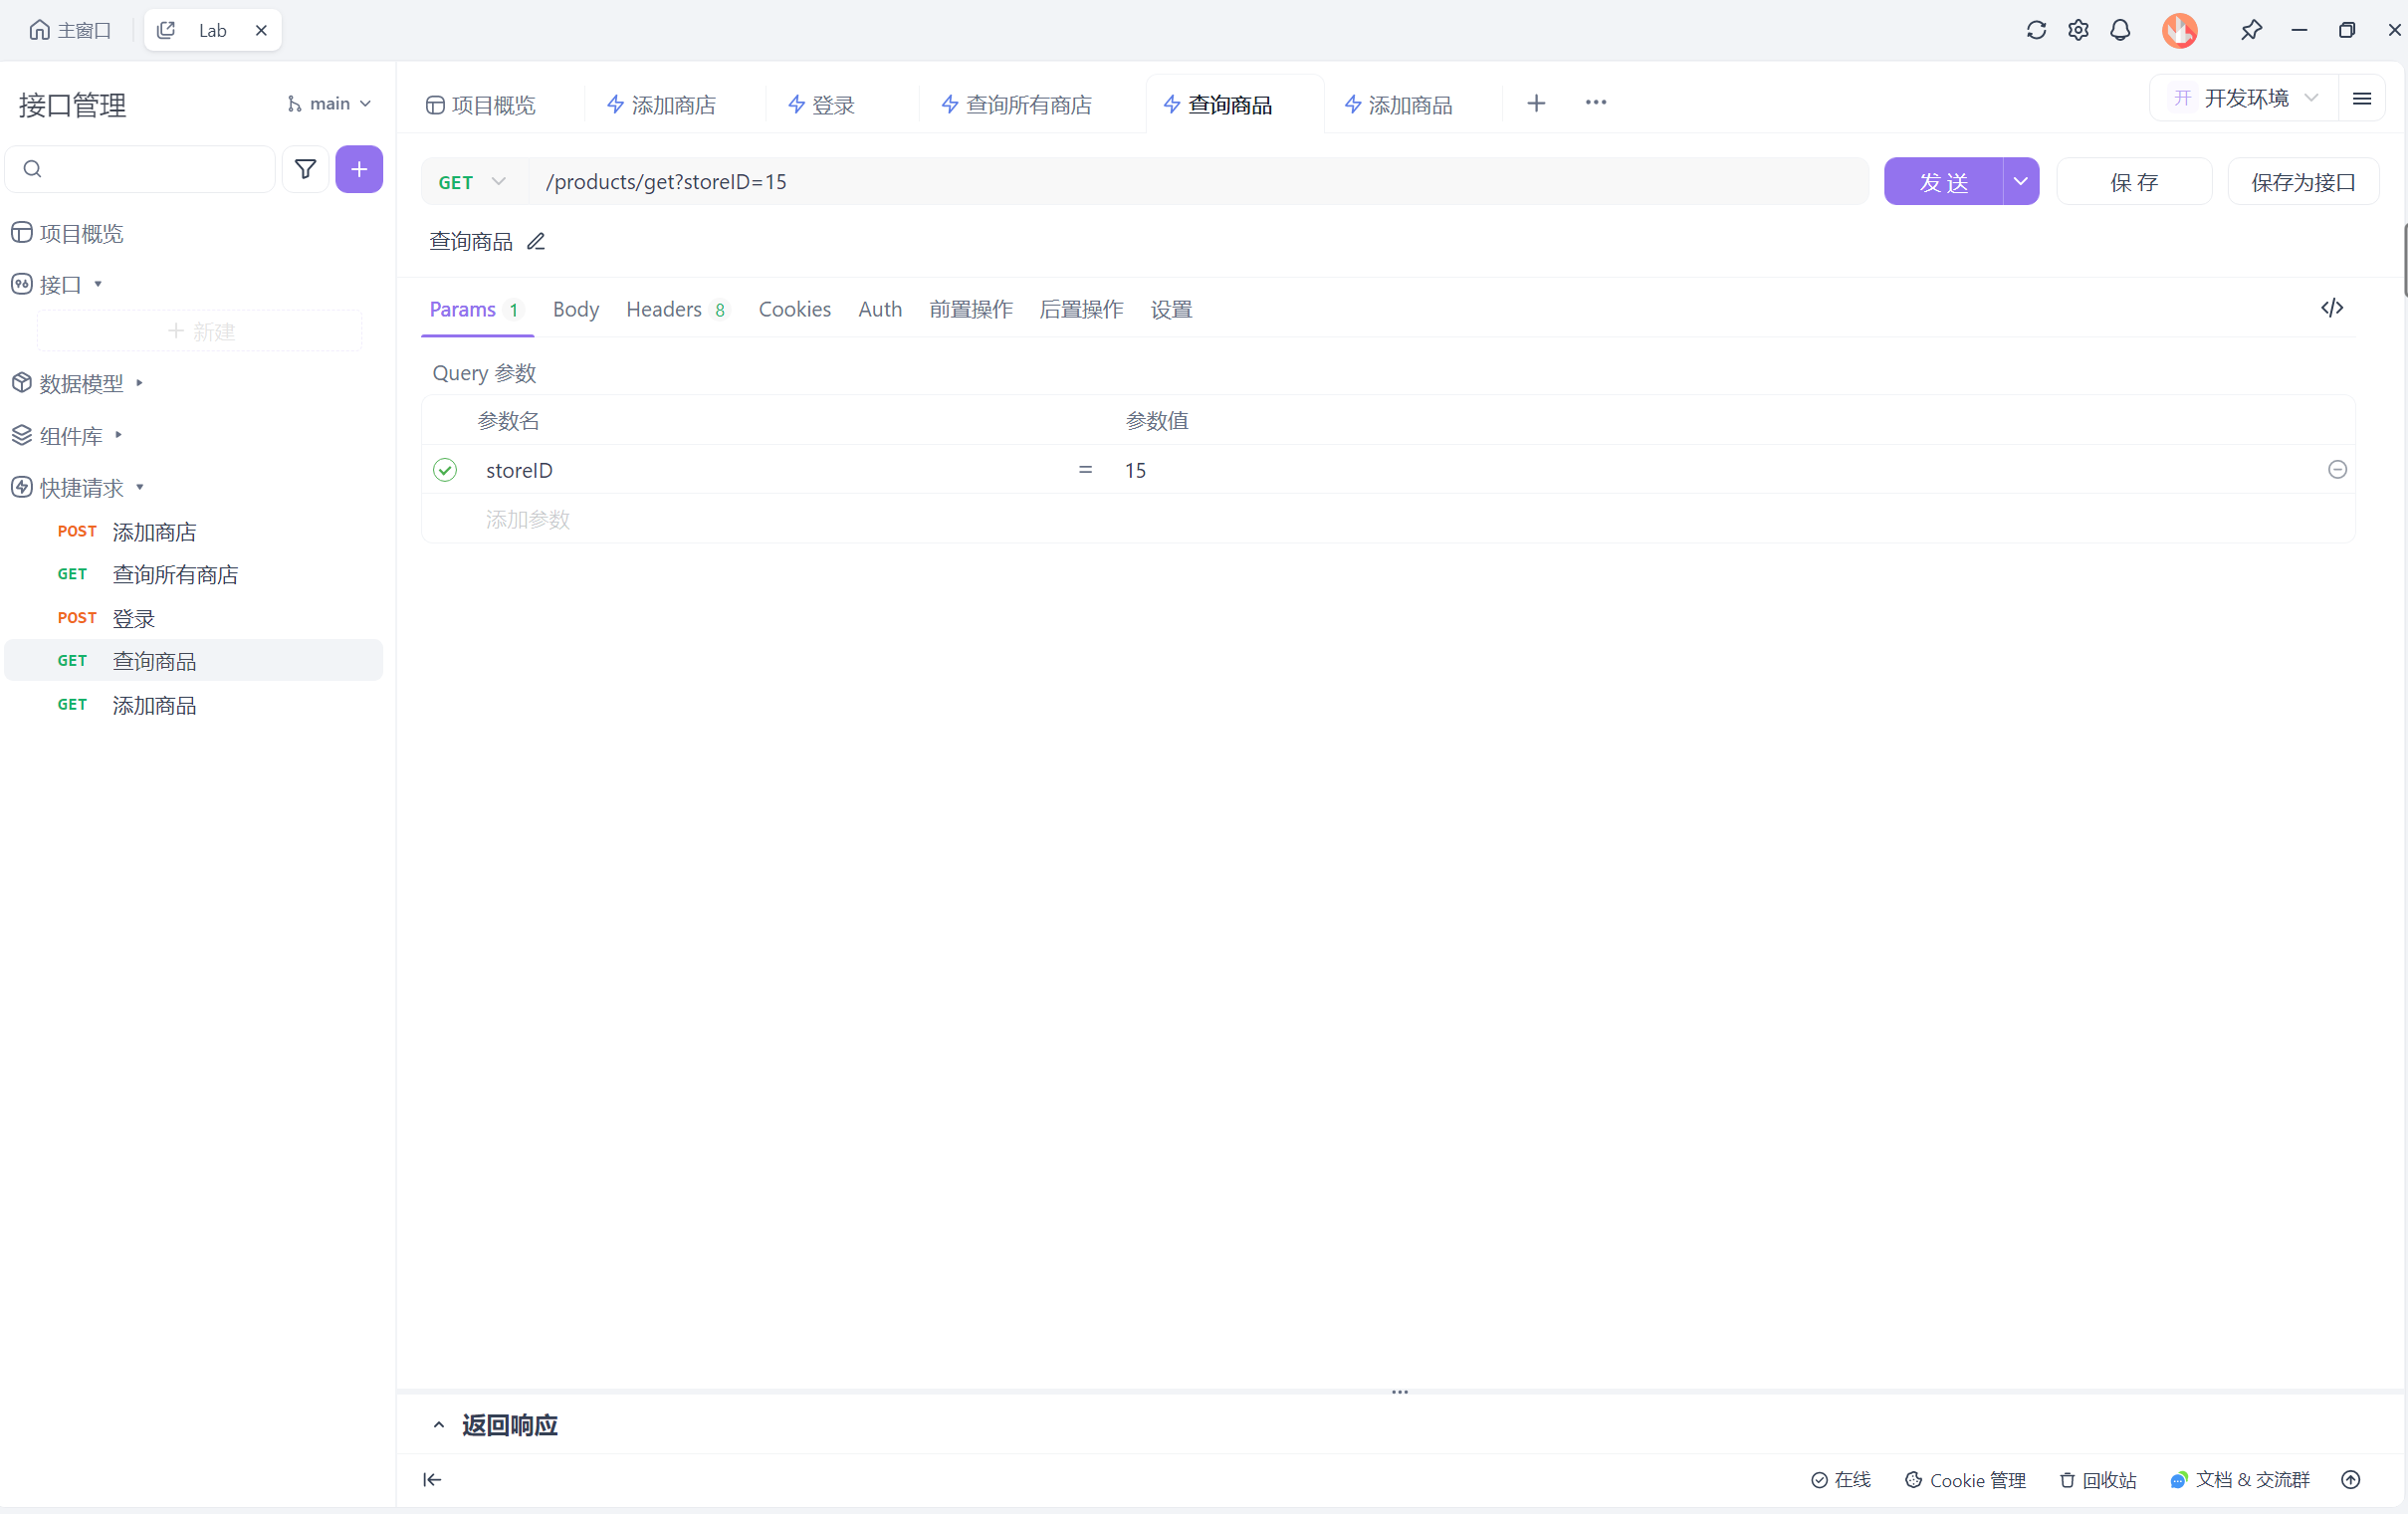 主窗口
Lab
接口管理
main
项目概览
添加商店
登录
查询所有商店
查询商品
添加商品
开 开发环境
GET /products/get?storeID=15
发 送
保 存
保存为接口
查询商品
项目概览
接口
新建
数据模型
组件库
快捷请求
POST 添加商店
GET 查询所有商店
POST 登录
GET 查询商品
GET 添加商品
Params 1
Body
Headers 8
Cookies
Auth
前置操作
后置操作
设置
Query 参数
参数名 参数值
storeID = 15
添加参数
返回响应
在线
Cookie 管理
回收站
文档 & 交流群